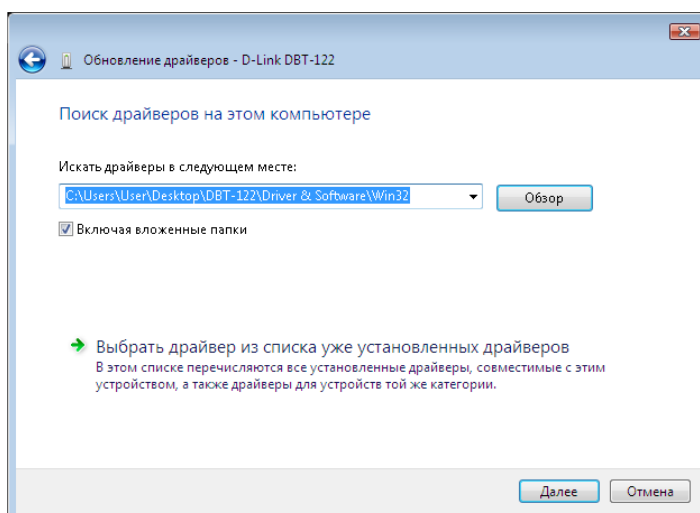 Обновление драйверов - D-Link DBT-122
Поиск драйверов на этом компьютере
Искать драйверы в следующем месте:
C:\Users\User\Desktop\DBT-122\Driver & Software\Win32
Обзор
Включая вложенные папки
Выбрать драйвер из списка уже установленных драйверов
В этом списке перечисляются все установленные драйверы, совместимые с этим
устройством, а также драйверы для устройств той же категории.
Далее
Отмена